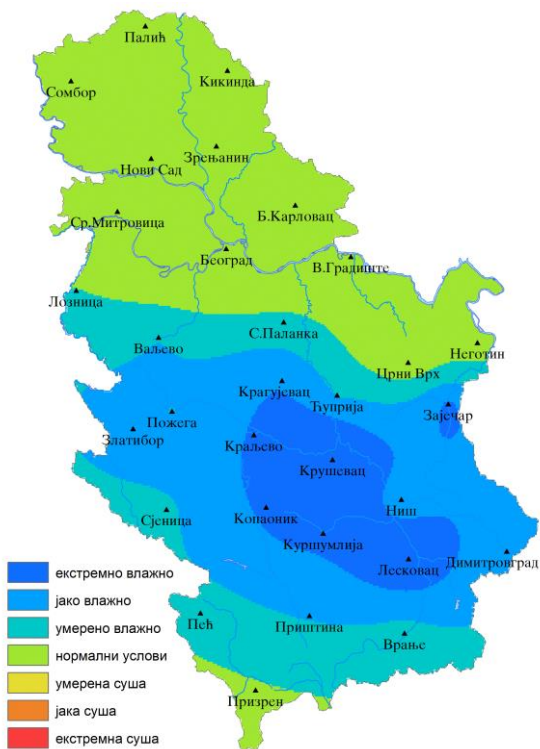 Палић
Кикинда
Сомбор
Зрењанин
Нови Сад
Ср.Митровица
Б.Карловац
Београд
В.Градиште
Лозница
С.Паланка
Ваљево
Неготин
Црни Врх
Крагујевац
Ћуприја
Зајечар
Пожега
Златибор
Краљево
Крушевац
Ниш
Копаоник
Сјеница
Куршумлија
Лесковац
Димитровград
Пећ
Приштина
Врање
Призрен
екстремно влажно
јако влажно
умерено влажно
нормални услови
умерена суша
јака суша
екстремна суша